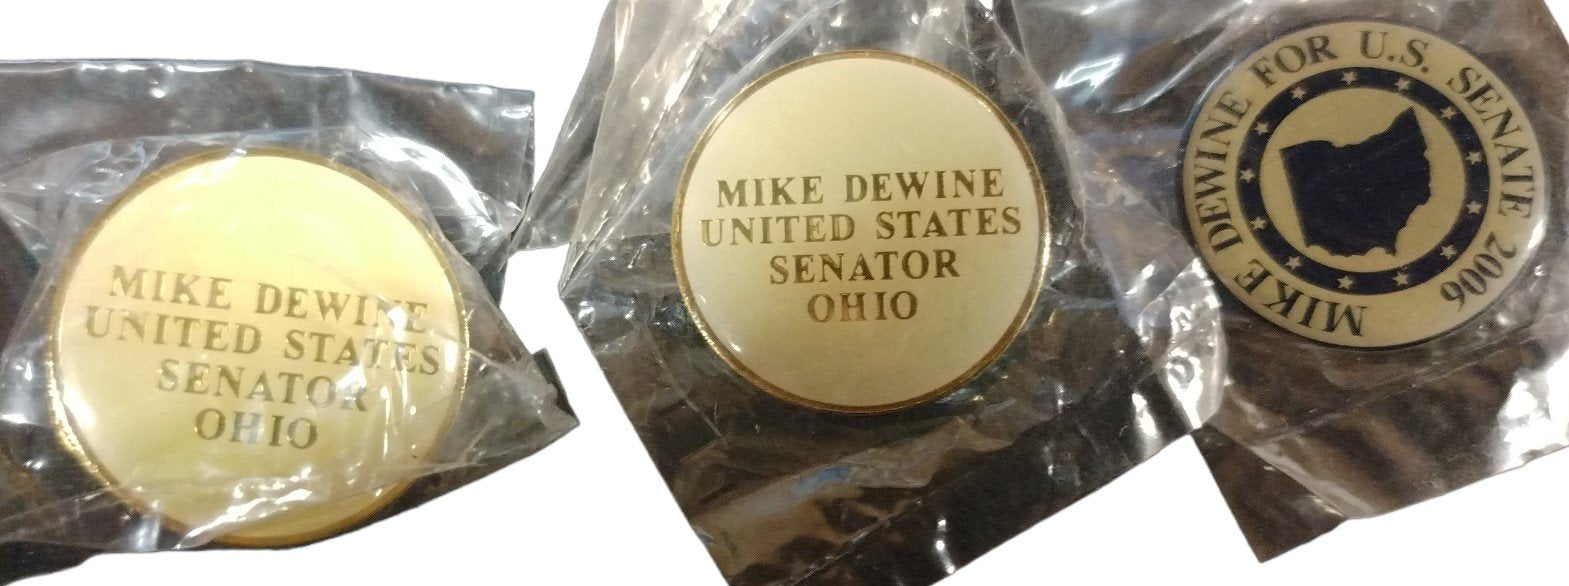 MIKE DEWINE
UNITED STATES
SENATOR
OHIO
MIKE DEWINE
UNITED STATES
SENATOR
OHIO
MIKE DEWINE FOR U.S. SENATE 2006